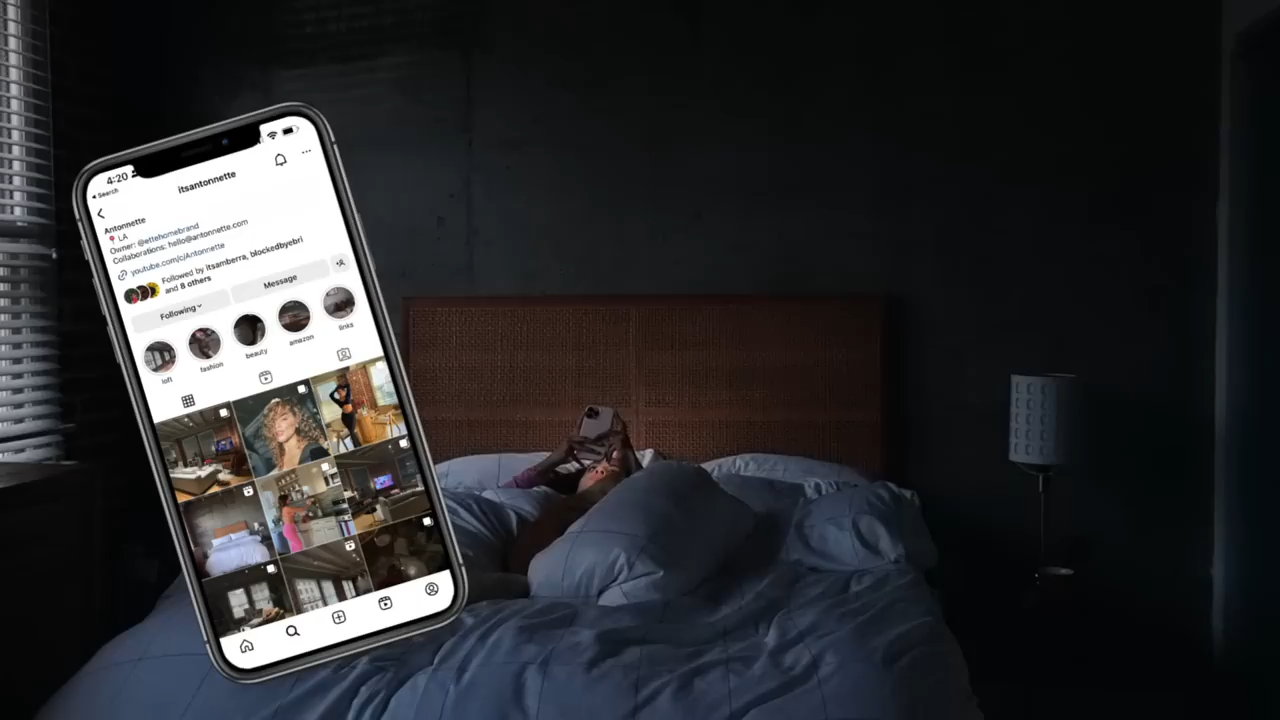 4:20
Search
itsantonnette
Antonnette
📍 LA
Owner: @ettehomebrand
Collaborations: hello@antonnette.com
youtube.com/c/Antonnette
Followed by itsamberra, blockedbyebri
and 8 others
Following
Message
loft
fashion
beauty
amazon
links